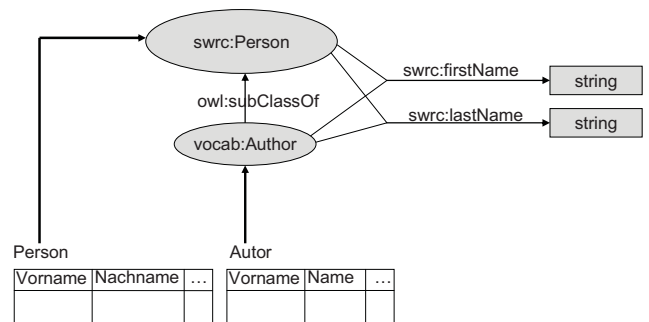 swrc:Person
swrc:firstName
string
owl:subClassOf
swrc:lastName
string
vocab:Author
Person
Autor
Vorname Nachname ...
Vorname Name ...